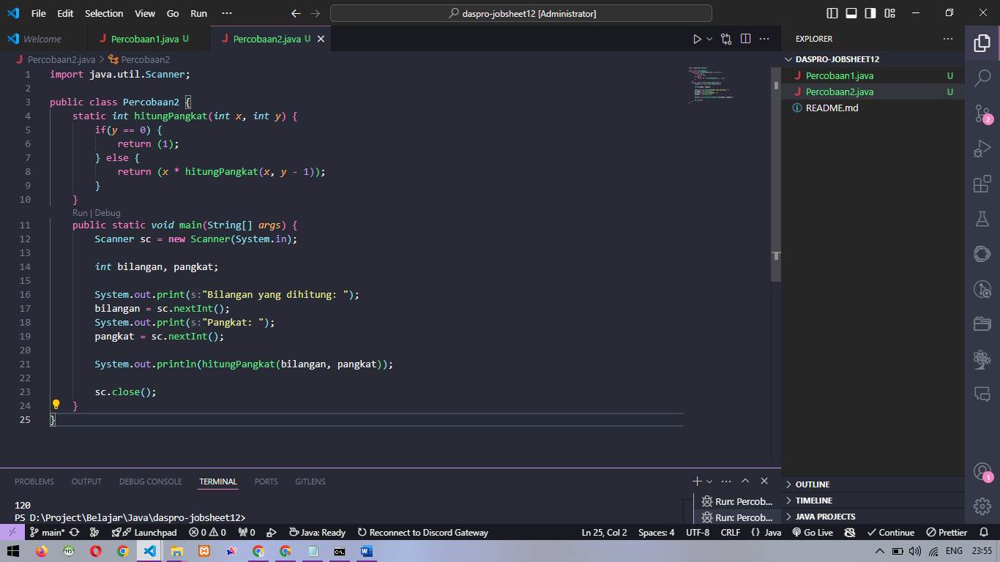 File Edit Selection View Go Run ··· daspro-jobsheet12 [Administrator]
Welcome J Percobaan1.java U J Percobaan2.java U
J Percobaan2.java > Percobaan2
1 import java.util.Scanner;
2
3 public class Percobaan2 {
4 static int hitungPangkat(int x, int y) {
5 if(y == 0) {
6 return (1);
7 } else {
8 return (x * hitungPangkat(x, y - 1));
9 }
10 }
Run | Debug
11 public static void main(String[] args) {
12 Scanner sc = new Scanner(System.in);
13
14 int bilangan, pangkat;
15
16 System.out.print(s:"Bilangan yang dihitung: ");
17 bilangan = sc.nextInt();
18 System.out.print(s:"Pangkat: ");
19 pangkat = sc.nextInt();
20
21 System.out.println(hitungPangkat(bilangan, pangkat));
22
23 sc.close();
24 }
25 }
EXPLORER ···
DASPRO-JOBSHEET12
J Percobaan1.java U
J Percobaan2.java U
README.md
2
1
OUTLINE
TIMELINE
JAVA PROJECTS
PROBLEMS OUTPUT DEBUG CONSOLE TERMINAL PORTS GITLENS
120
PS D:\Project\Belajar\Java\daspro-jobsheet12>
Run: Percob...
Run: Percob...
main* Launchpad 0 0 0 Java: Ready Reconnect to Discord Gateway Ln 25, Col 2 Spaces: 4 UTF-8 CRLF {} Java Go Live Continue Prettier
HS W ENG 23:55